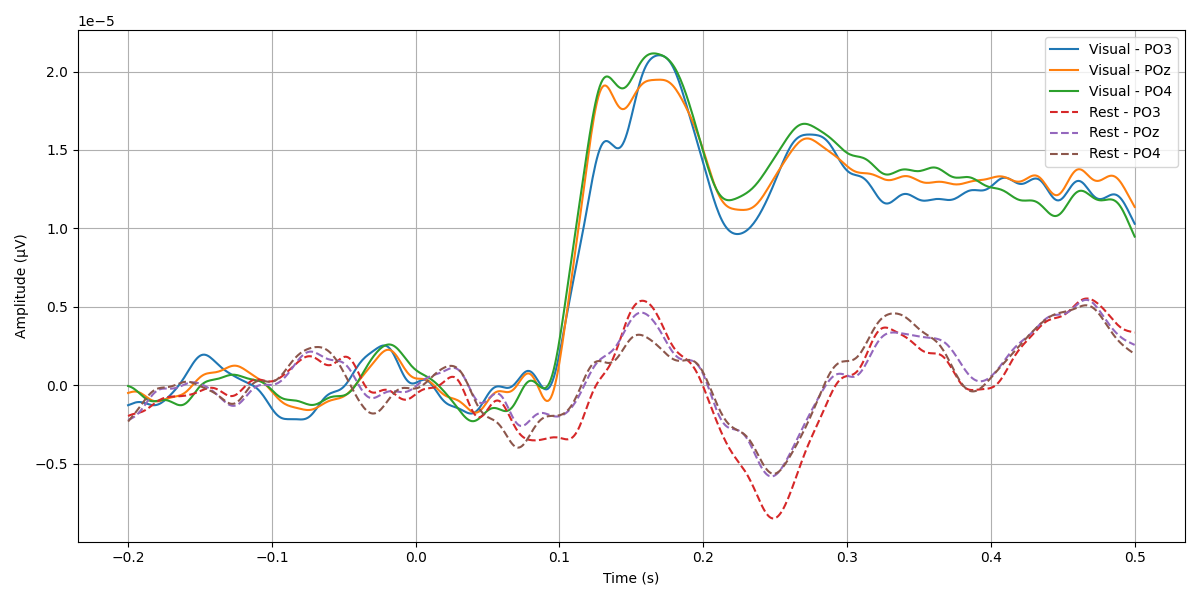 1e−5
2.0
1.5
1.0
0.5
0.0
−0.5
Amplitude (μV)
−0.2
−0.1
0.0
0.1
0.2
0.3
0.4
0.5
Time (s)
Visual - PO3
Visual - POz
Visual - PO4
Rest - PO3
Rest - POz
Rest - PO4